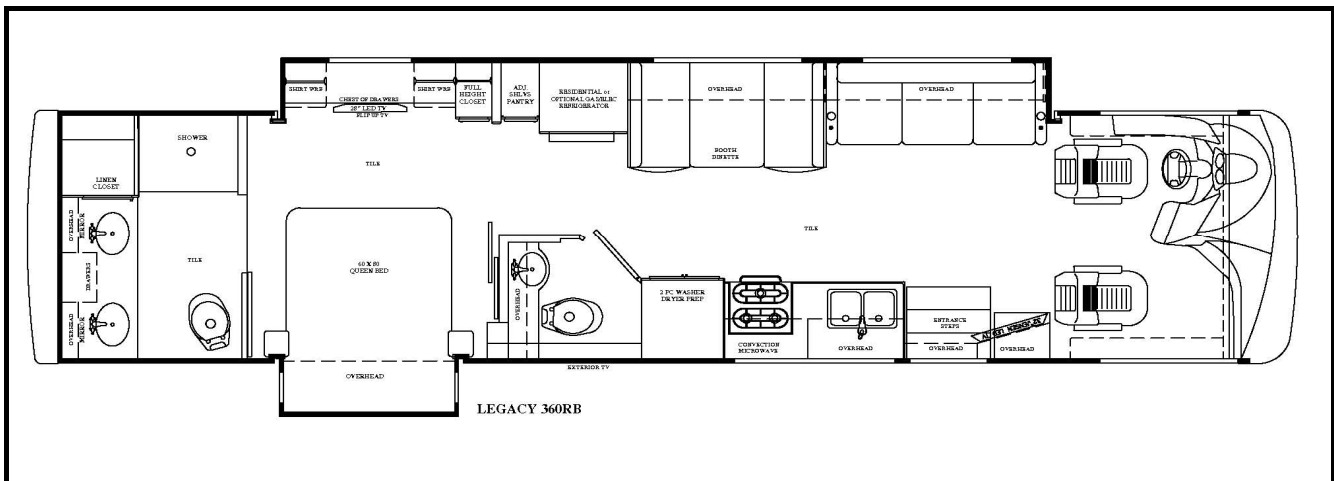 SHIRT WRB
SHIRT WRB
CHEST OF DRAWERS
28" LED TV
FLIP UP TV
FULL
HEIGHT
CLOSET
ADJ.
SHLVS
PANTRY
RESIDENTIAL or
OPTIONAL GAS/ELEC
REFRIGERATOR
OVERHEAD
BOOTH
DINETTE
OVERHEAD
SHOWER
LINEN
CLOSET
TILE
OVERHEAD
MIRROR
TILE
DRAWERS
OVERHEAD
MIRROR
60 X 80
QUEEN BED
OVERHEAD
OVERHEAD
TILE
2 PC WASHER
DRYER PREP
CONVECTION
MICROWAVE
OVERHEAD
ENTRANCE
STEPS
OVERHEAD
OVERHEAD
EXTERIOR TV
LEGACY 360RB